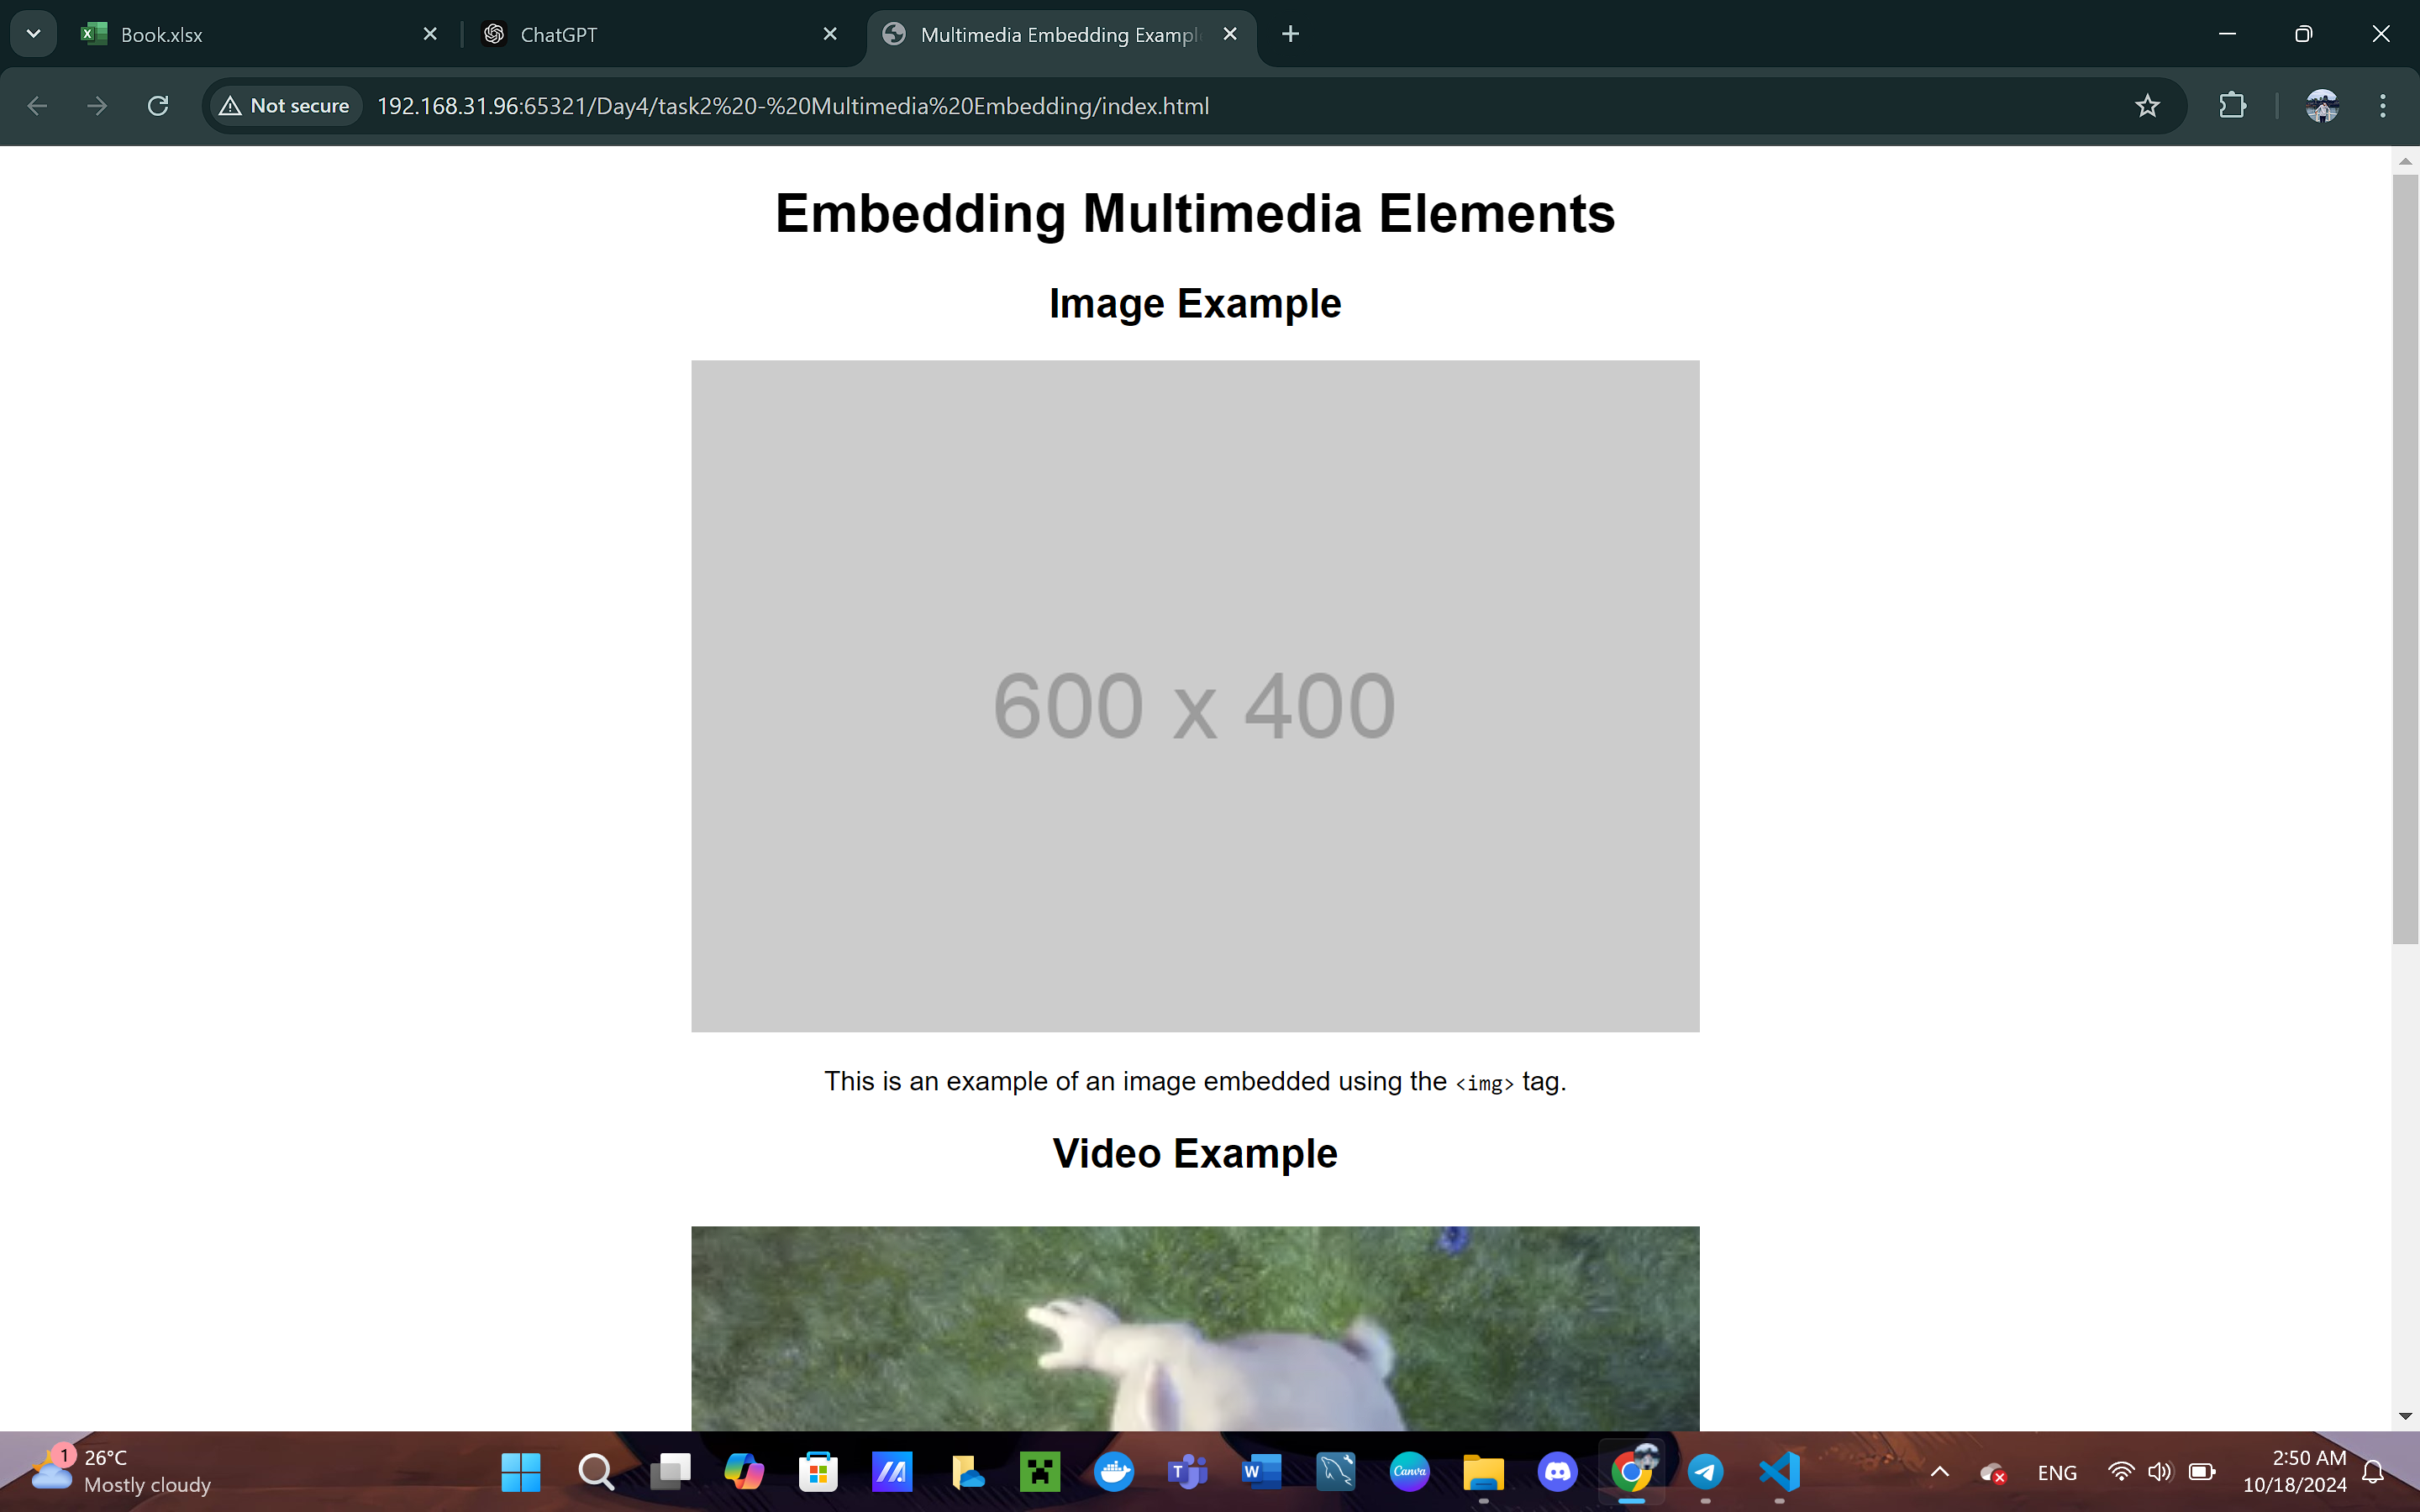 Book.xlsx
ChatGPT
Multimedia Embedding Exampl
Not secure
192.168.31.96:65321/Day4/task2%20-%20Multimedia%20Embedding/index.html
Embedding Multimedia Elements
Image Example
600 x 400
This is an example of an image embedded using the <img> tag.
Video Example
1
26°C
Mostly cloudy
T
W
Canva
ENG
2:50 AM
10/18/2024